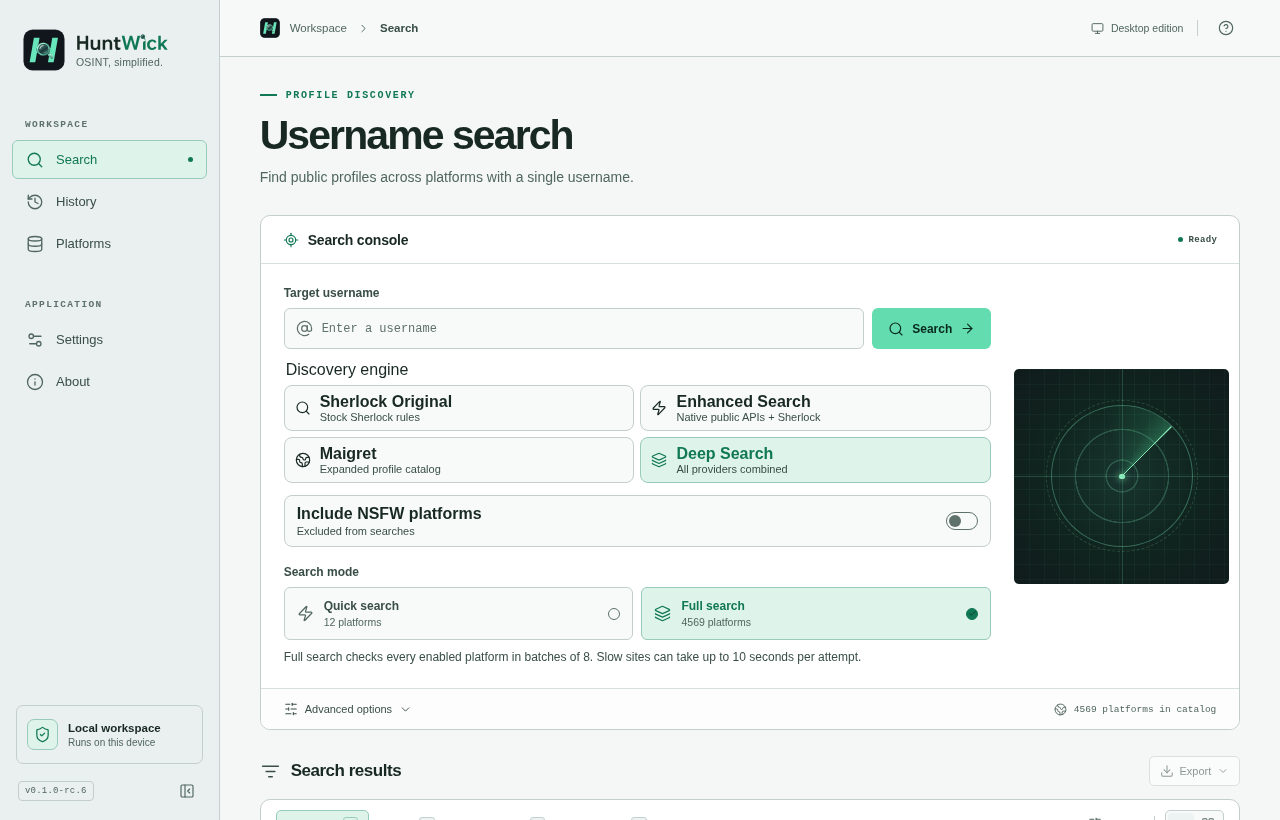 HuntWick
OSINT, simplified.
WORKSPACE
Search
History
Platforms
APPLICATION
Settings
About
Local workspace
Runs on this device
v0.1.0-rc.6
Workspace
Search
Desktop edition
PROFILE DISCOVERY
Username search
Find public profiles across platforms with a single username.
Search console
Ready
Target username
Enter a username
Search
Discovery engine
Sherlock Original
Stock Sherlock rules
Enhanced Search
Native public APIs + Sherlock
Maigret
Expanded profile catalog
Deep Search
All providers combined
Include NSFW platforms
Excluded from searches
Search mode
Quick search
12 platforms
Full search
4569 platforms
Full search checks every enabled platform in batches of 8. Slow sites can take up to 10 seconds per attempt.
Advanced options
4569 platforms in catalog
Search results
Export